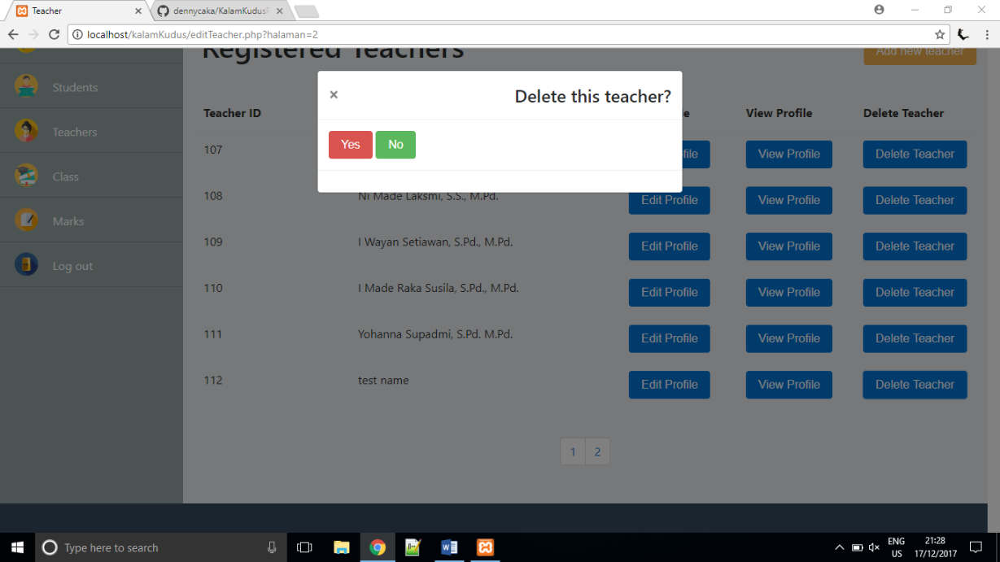 Teacher
dennycaka/KalamKudus
localhost/kalamKudus/editTeacher.php?halaman=2
Registered Teachers
Add new teacher
Students
Teachers
Class
Marks
Log out
× Delete this teacher?
Yes No
Teacher ID View Profile Delete Teacher
107 View Profile Delete Teacher
108 Ni Made Laksmi, S.S., M.Pd. Edit Profile View Profile Delete Teacher
109 I Wayan Setiawan, S.Pd., M.Pd. Edit Profile View Profile Delete Teacher
110 I Made Raka Susila, S.Pd., M.Pd. Edit Profile View Profile Delete Teacher
111 Yohanna Supadmi, S.Pd. M.Pd. Edit Profile View Profile Delete Teacher
112 test name Edit Profile View Profile Delete Teacher
1 2
Type here to search
ENG
US
21:28
17/12/2017